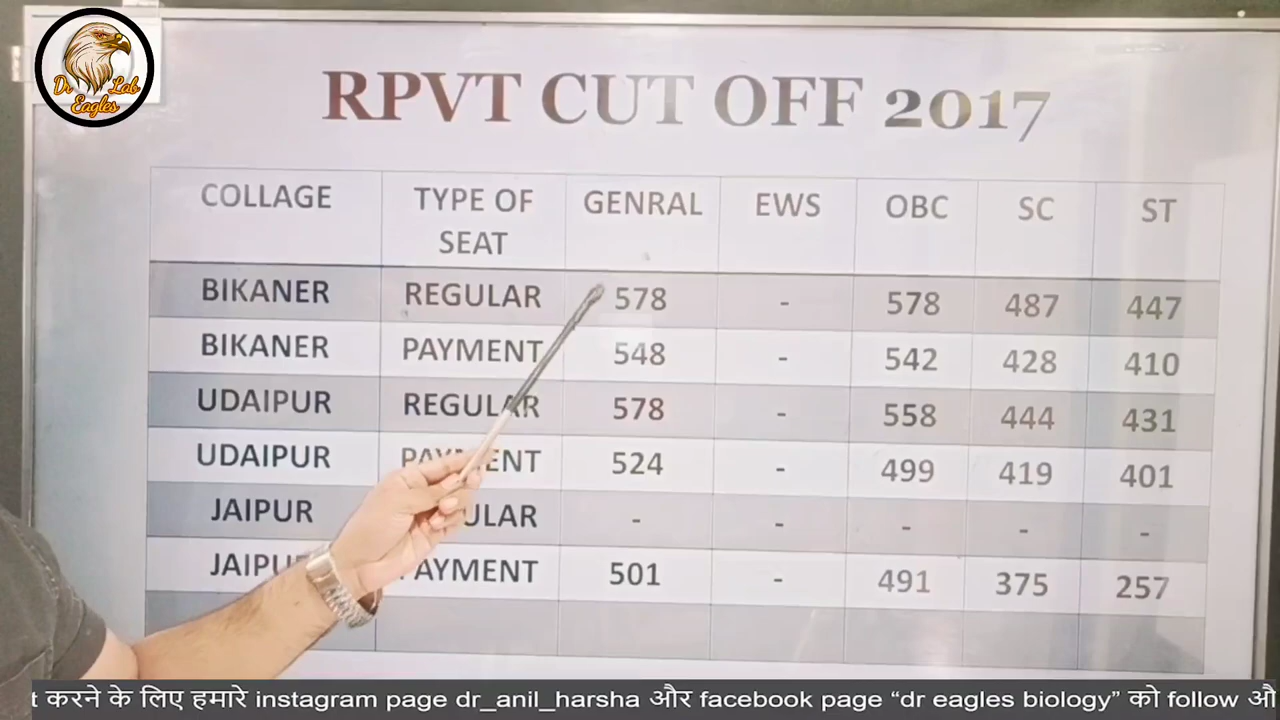 Dr Lab
Eagles
RPVT CUT OFF 2017
COLLAGE TYPE OF SEAT GENRAL EWS OBC SC ST
BIKANER REGULAR 578 - 578 487 447
BIKANER PAYMENT 548 - 542 428 410
UDAIPUR REGULAR 578 - 558 444 431
UDAIPUR PAYMENT 524 - 499 419 401
JAIPUR ULAR - - - - -
JAIPU PAYMENT 501 - 491 375 257
t करने के लिए हमारे instagram page dr_anil_harsha और facebook page “dr eagles biology” को follow औ